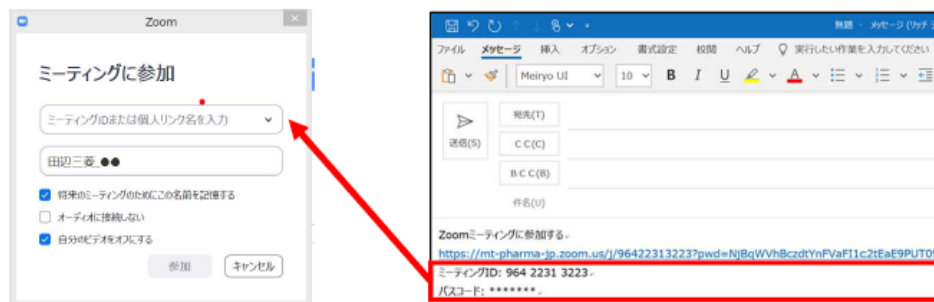 Zoom
ミーティングに参加
ミーティングIDまたは個人リンク名を入力
田辺三菱_●●
将来のミーティングのためにこの名前を記憶する
オーディオに接続しない
自分のビデオをオフにする
参加 キャンセル
無題 - メッセージ (リッチ テ
ファイル メッセージ 挿入 オプション 書式設定 校閲 ヘルプ 実行したい作業を入力してください
Meiryo UI 10 B I U A
送信(S)
宛先(T)
CC(C)
BCC(B)
件名(U)
Zoomミーティングに参加する
https://mt-pharma-jp.zoom.us/j/96422313223?pwd=NjBqWVhBczdtYnFVaFI1c2tEaE9PUT09
ミーティングID: 964 2231 3223
パスコード: *******